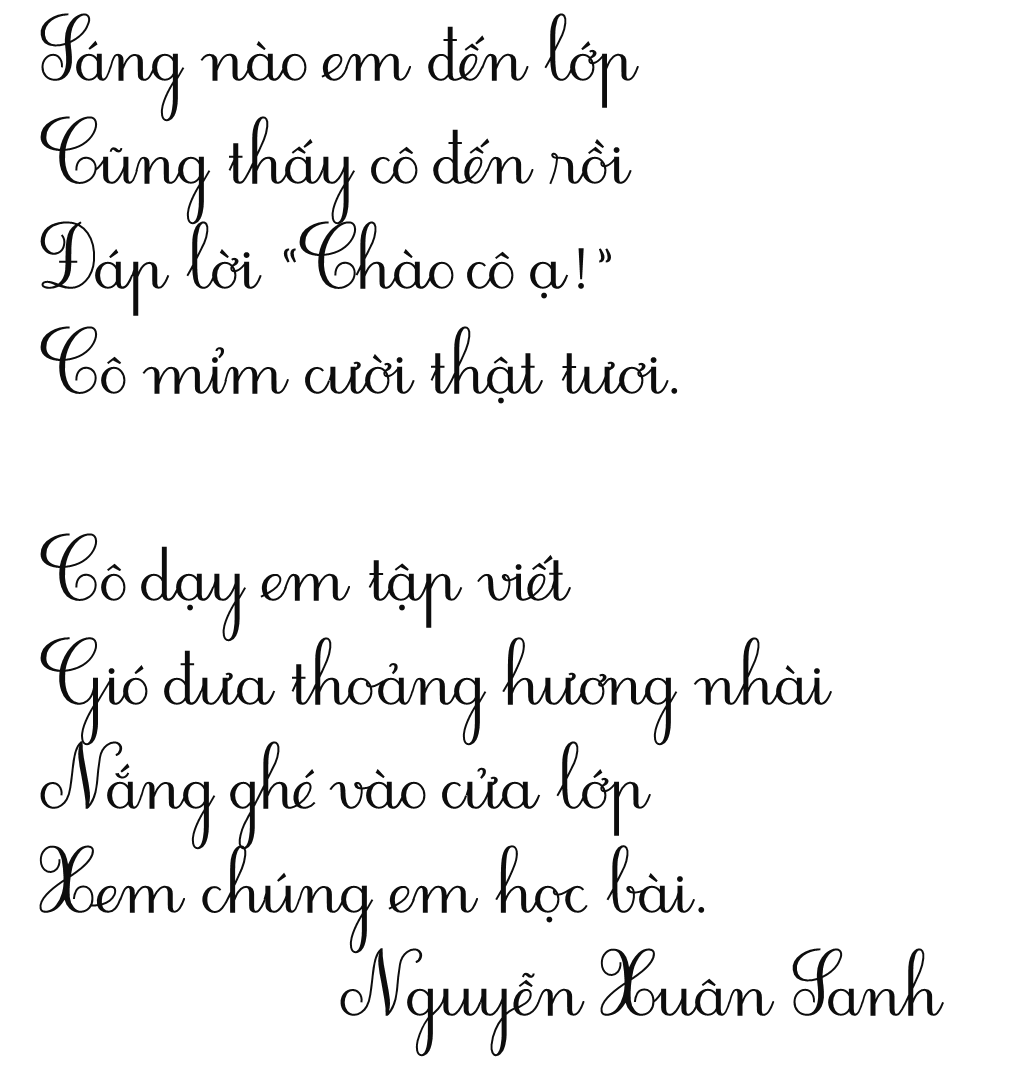 Sáng nào em đến lớp
Cũng thấy cô đến rồi
Đáp lời “Chào cô ạ!”
Cô mỉm cười thật tươi.
Cô dạy em tập viết
Gió đưa thoảng hương nhài
Nắng ghé vào cửa lớp
Xem chúng em học bài.
Nguyễn Xuân Sanh